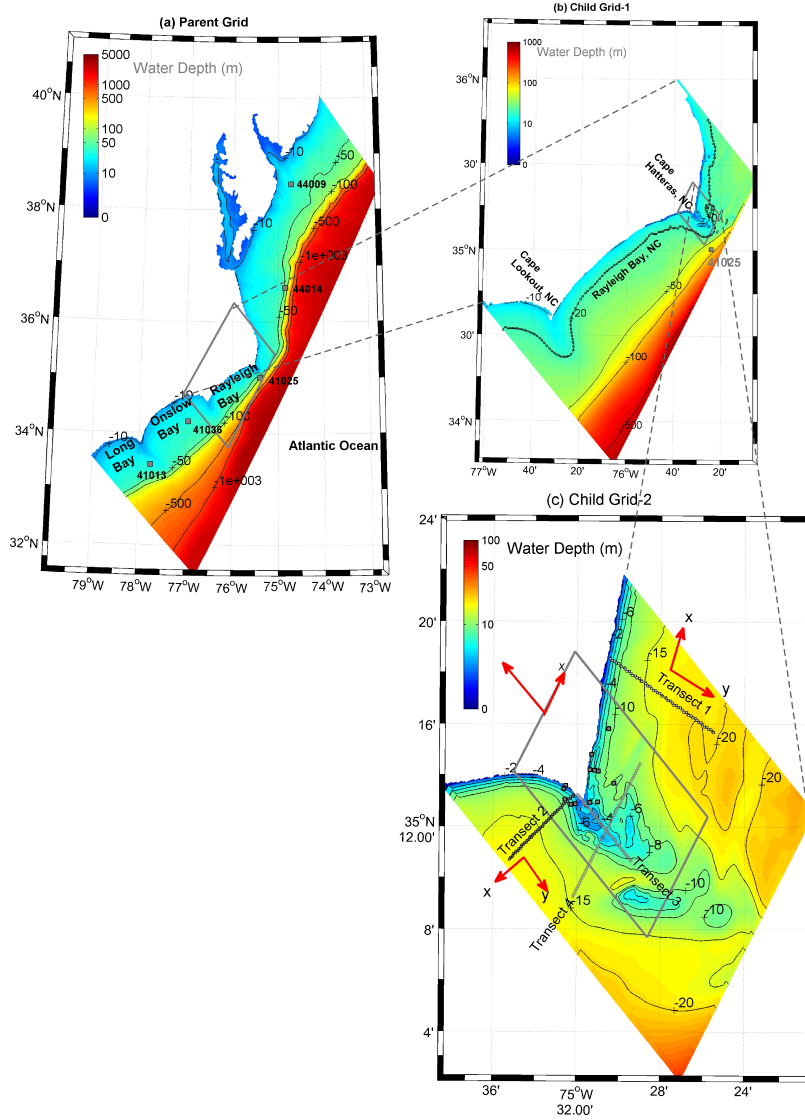 (a) Parent Grid
5000
1000
500
100
50
10
0
Water Depth (m)
40°N
38°N
36°N
34°N
32°N
79°W
78°W
77°W
76°W
75°W
74°W
73°W
-10
-50
-100
44009
-10
-500
-1e+003
44014
-50
Rayleigh
Bay
41025
-10
Onslow
Bay
41036
-100
Atlantic Ocean
-10
Long
Bay
-50
41013
-1e+003
-500
(b) Child Grid-1
1000
100
10
0
Water Depth (m)
36°N
30'
35°N
30'
34°N
77°W
40'
20'
76°W
40'
20'
Cape
Hatteras, NC
41025
Rayleigh Bay, NC
Cape
Lookout, NC
-10
-20
-50
-100
-500
(c) Child Grid-2
100
50
10
0
Water Depth (m)
24'
20'
16'
35°N
12.00'
8'
4'
36'
75°W
32.00'
28'
24'
-6
-2
-15
x
y
Transect 1
x
-4
-10
-20
-20
-2
-4
-6
-4
-6
-8
Transect 2
x
y
Transect 3
-10
-10
-15
Transect 4
-20